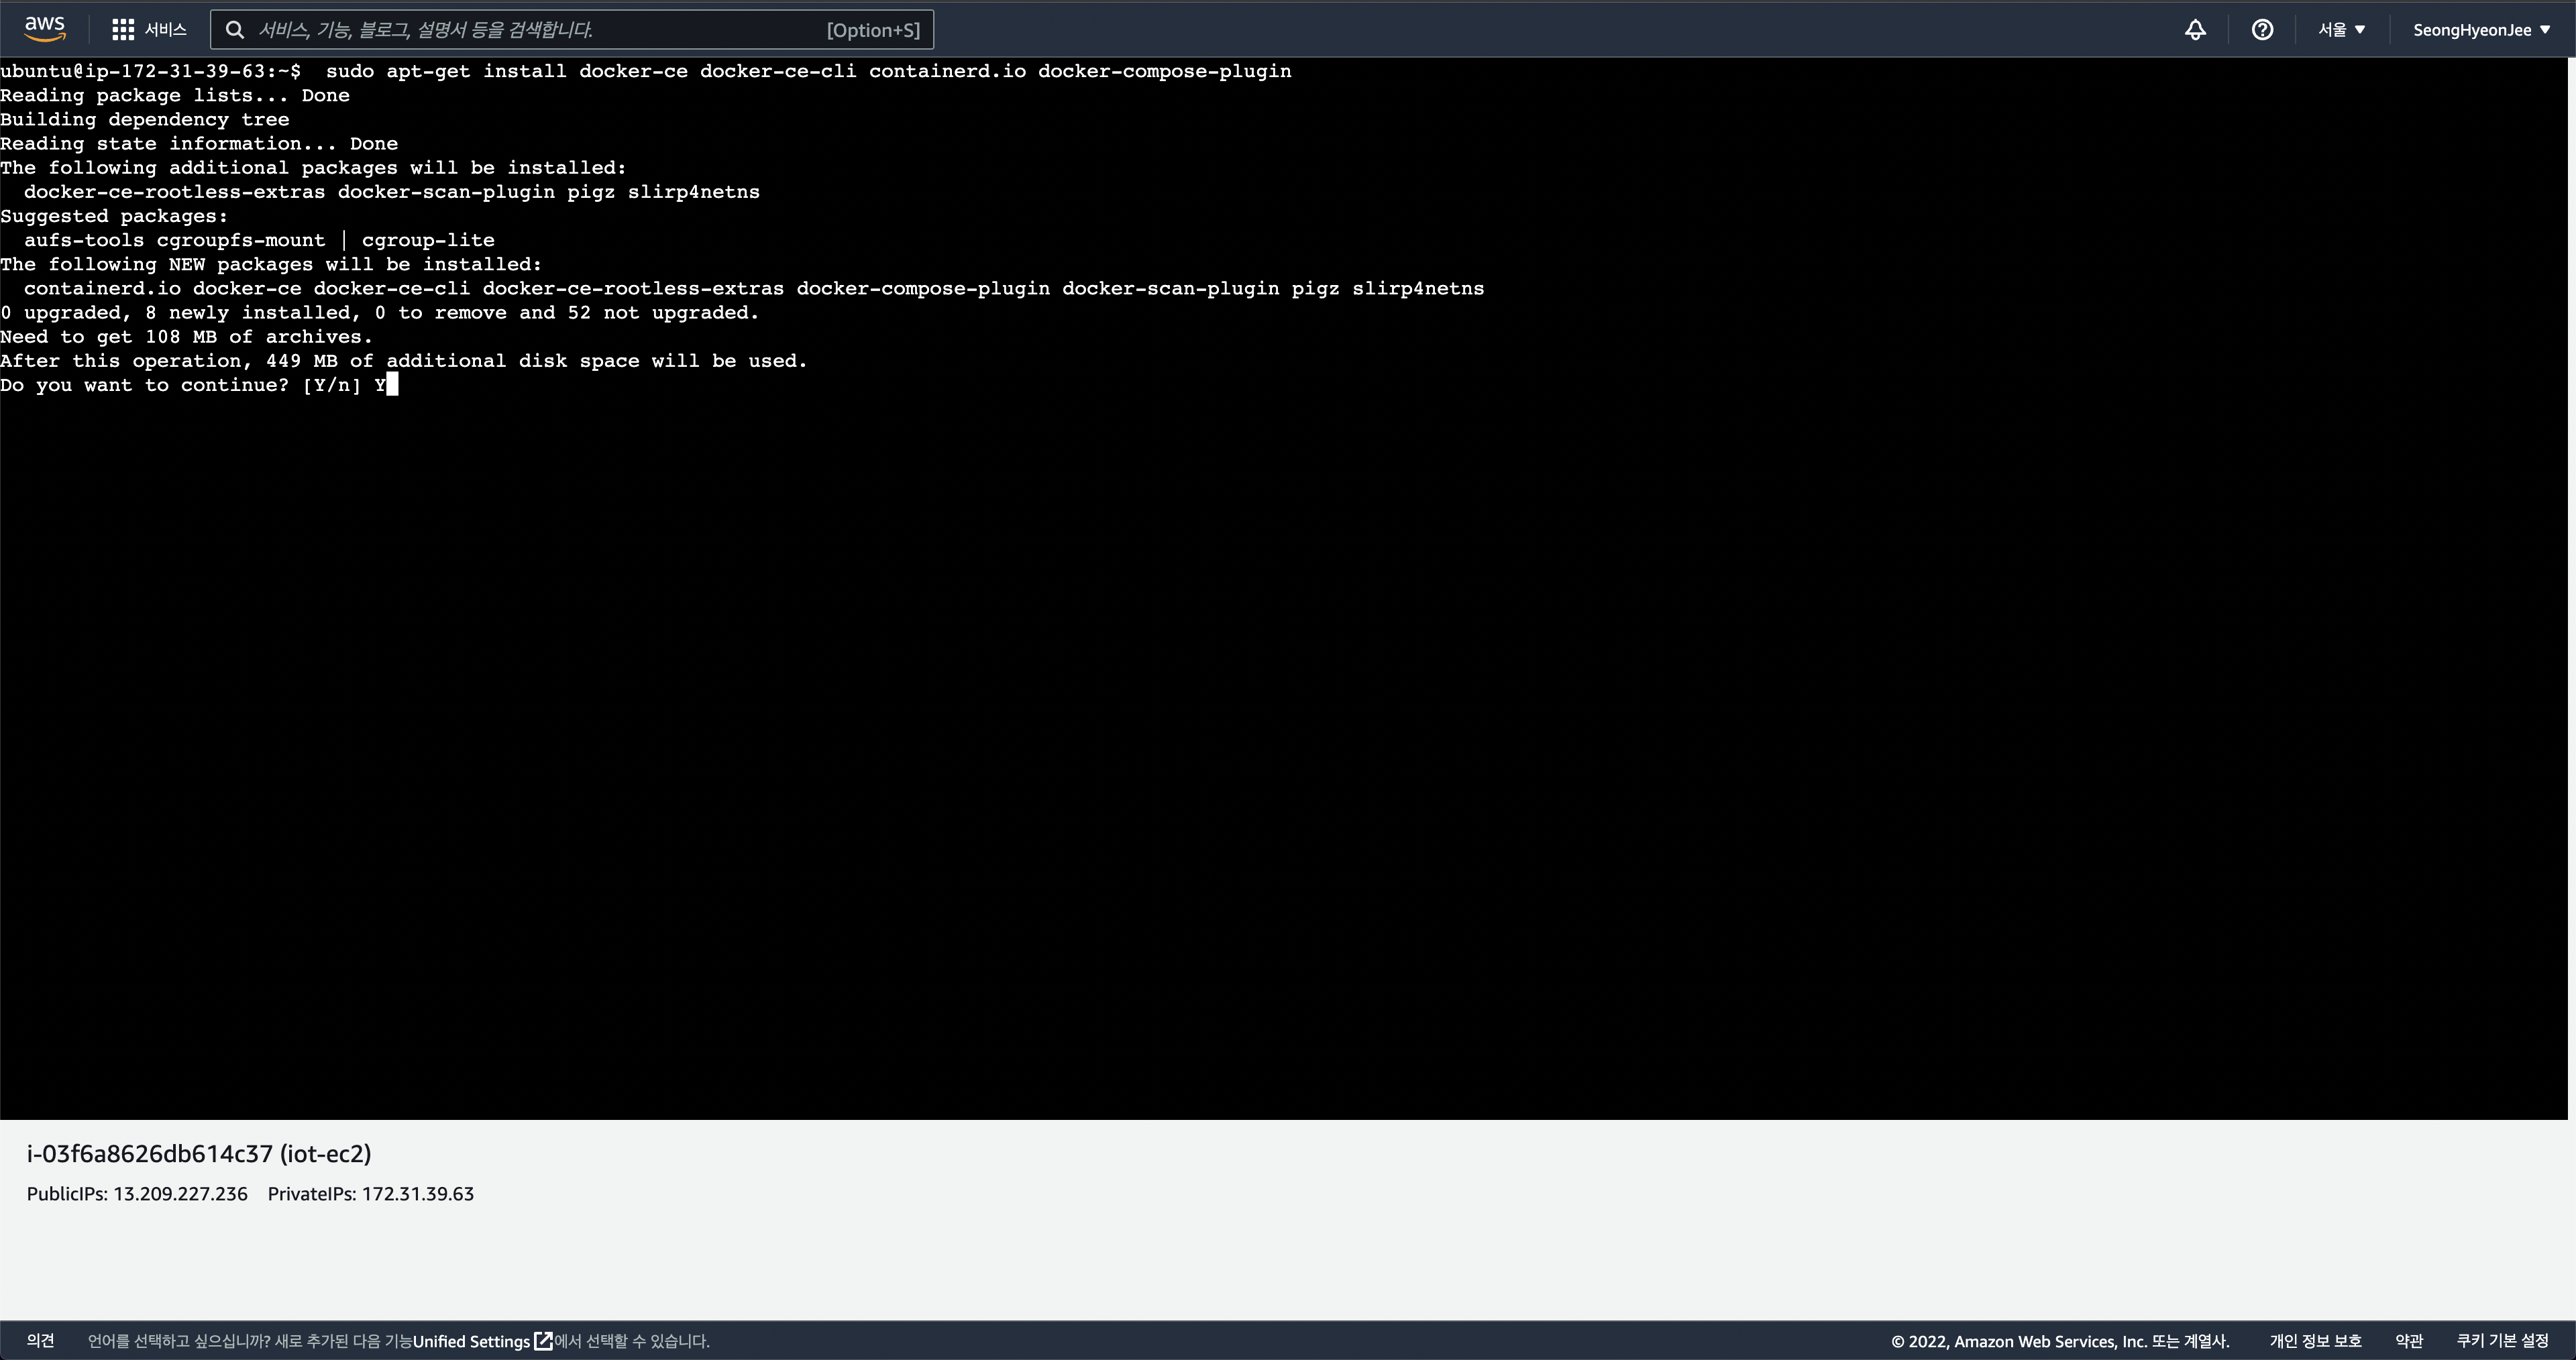 aws 서비스 서비스, 기능, 블로그, 설명서 등을 검색합니다. [Option+S] 서울 SeongHyeonJee
ubuntu@ip-172-31-39-63:~$  sudo apt-get install docker-ce docker-ce-cli containerd.io docker-compose-plugin
Reading package lists... Done
Building dependency tree
Reading state information... Done
The following additional packages will be installed:
  docker-ce-rootless-extras docker-scan-plugin pigz slirp4netns
Suggested packages:
  aufs-tools cgroupfs-mount | cgroup-lite
The following NEW packages will be installed:
  containerd.io docker-ce docker-ce-cli docker-ce-rootless-extras docker-compose-plugin docker-scan-plugin pigz slirp4netns
0 upgraded, 8 newly installed, 0 to remove and 52 not upgraded.
Need to get 108 MB of archives.
After this operation, 449 MB of additional disk space will be used.
Do you want to continue? [Y/n] Y
i-03f6a8626db614c37 (iot-ec2)
PublicIPs: 13.209.227.236 PrivateIPs: 172.31.39.63
의견 언어를 선택하고 싶으십니까? 새로 추가된 다음 기능Unified Settings에서 선택할 수 있습니다. © 2022, Amazon Web Services, Inc. 또는 계열사. 개인 정보 보호 약관 쿠키 기본 설정